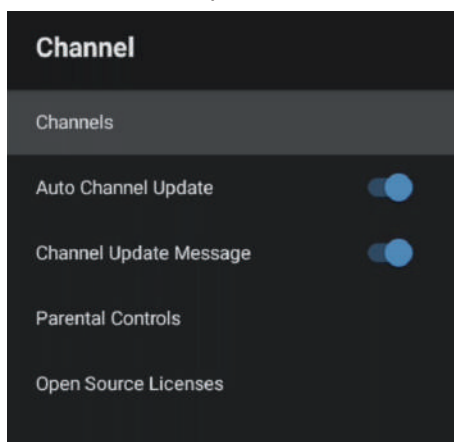 Channel
Channels
Auto Channel Update
Channel Update Message
Parental Controls
Open Source Licenses